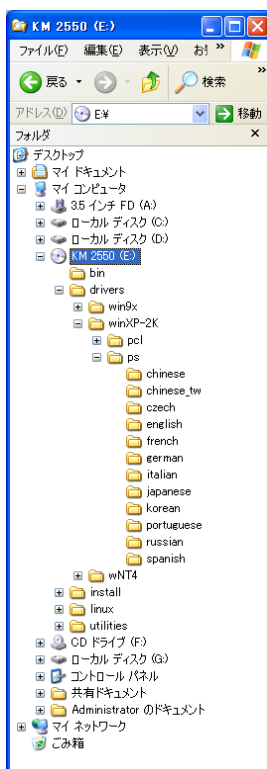 KM 2550 (E:)
ファイル(F) 編集(E) 表示(V) お
戻る 検索
アドレス(D) E:¥ 移動
フォルダ
デスクトップ
マイ ドキュメント
マイ コンピュータ
3.5 インチ FD (A:)
ローカル ディスク (C:)
ローカル ディスク (D:)
KM 2550 (E:)
bin
drivers
win9x
winXP-2K
pcl
ps
chinese
chinese_tw
czech
english
french
german
italian
japanese
korean
portuguese
russian
spanish
wNT4
install
linux
utilities
CD ドライブ (F:)
ローカル ディスク (G:)
コントロール パネル
共有ドキュメント
Administrator のドキュメント
マイ ネットワーク
ごみ箱